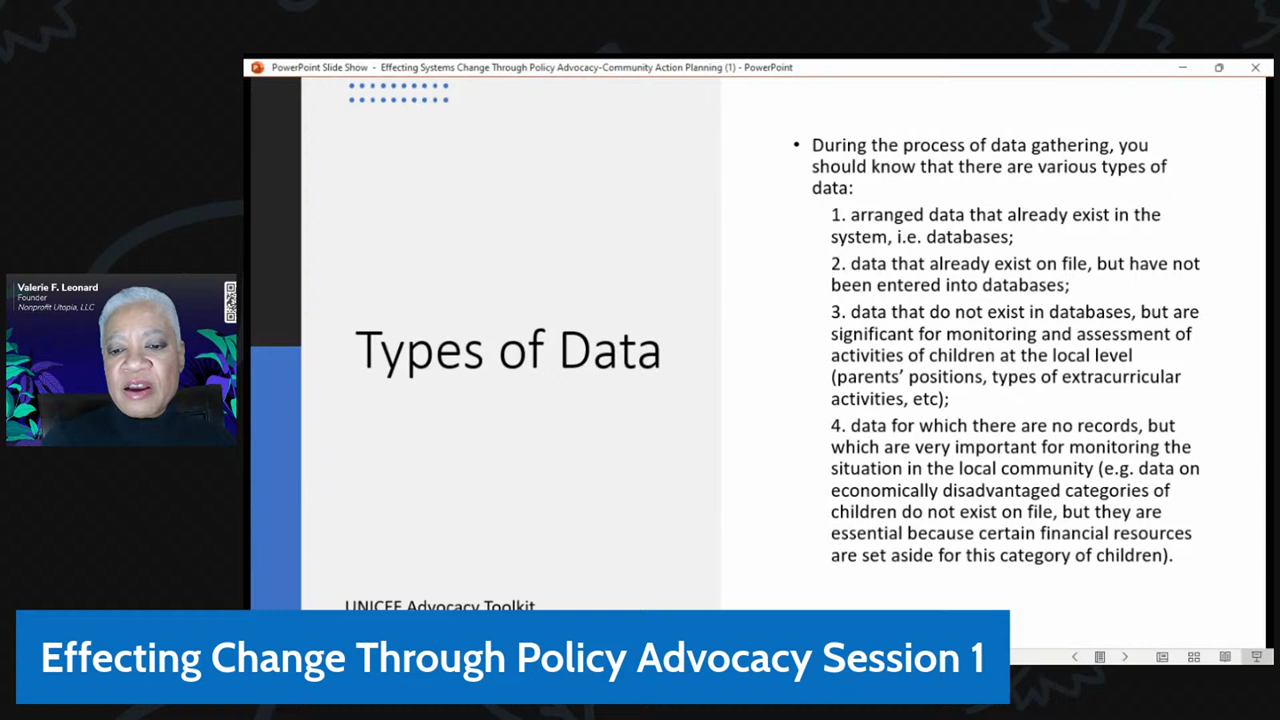 PowerPoint Slide Show - Effecting Systems Change Through Policy Advocacy-Community Action Planning (1) - PowerPoint
Valerie F. Leonard
Founder
Nonprofit Utopia, LLC
Types of Data
UNICEF Advocacy Toolkit
• During the process of data gathering, you
should know that there are various types of
data:
1. arranged data that already exist in the
system, i.e. databases;
2. data that already exist on file, but have not
been entered into databases;
3. data that do not exist in databases, but are
significant for monitoring and assessment of
activities of children at the local level
(parents’ positions, types of extracurricular
activities, etc);
4. data for which there are no records, but
which are very important for monitoring the
situation in the local community (e.g. data on
economically disadvantaged categories of
children do not exist on file, but they are
essential because certain financial resources
are set aside for this category of children).
Effecting Change Through Policy Advocacy Session 1